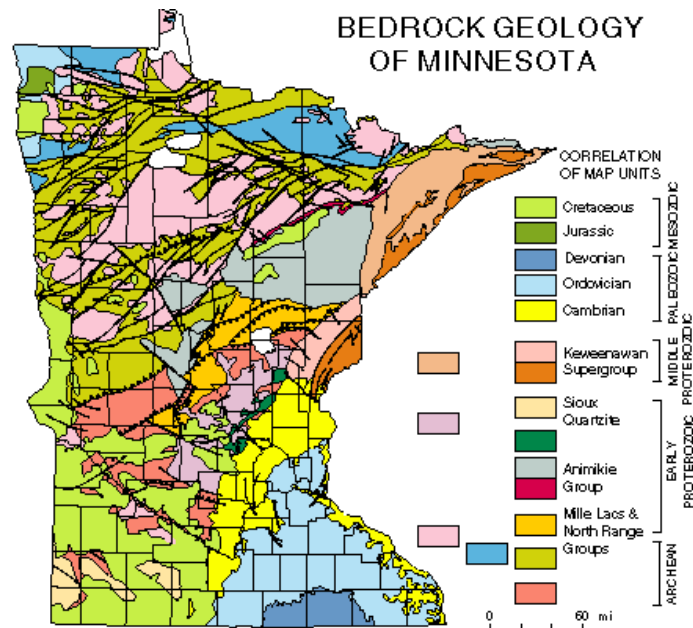 BEDROCK GEOLOGY
OF MINNESOTA
CORRELATION
OF MAP UNITS
Cretaceous
Jurassic
MESOZOIC
Devonian
Ordovician
Cambrian
PALEOZOIC
Keweenawan
Supergroup
MIDDLE
PROTEROZOIC
Sioux
Quartzite
Animikie
Group
Mille Lacs &
North Range
Groups
EARLY
PROTEROZOIC
ARCHEAN
0 60 mi